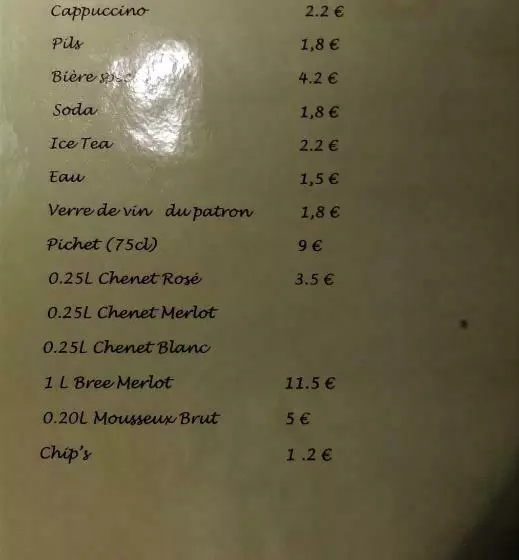 Cappuccino 2.2 €
Pils 1,8 €
Bière 4.2 €
Soda 1,8 €
Ice Tea 2.2 €
Eau 1,5 €
Verre de vin du patron 1,8 €
Pichet (75cl) 9 €
0.25L Chenet Rosé 3.5 €
0.25L Chenet Merlot
0.25L Chenet Blanc
1 L Bree Merlot 11.5 €
0.20L Mousseux Brut 5 €
Chip's 1 .2 €